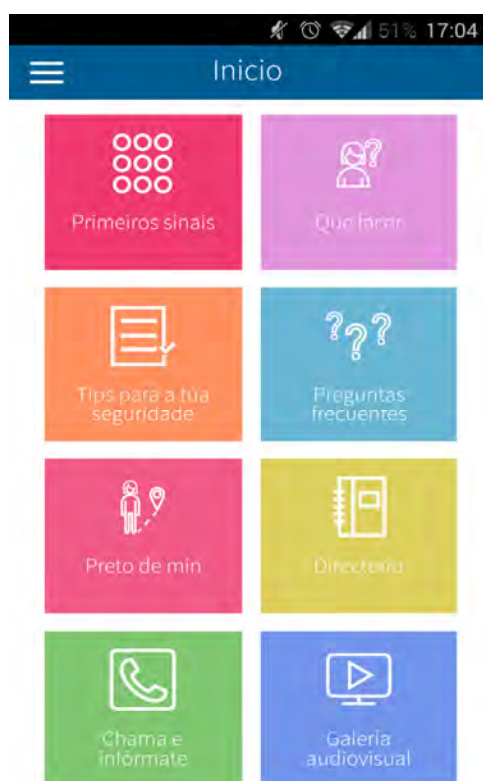 51% 17:04
Inicio
Primeiros sinais
Que facer
Tips para a túa
seguridade
Preguntas
frecuentes
Preto de min
Directorio
Chama e
infórmate
Galería
audiovisual